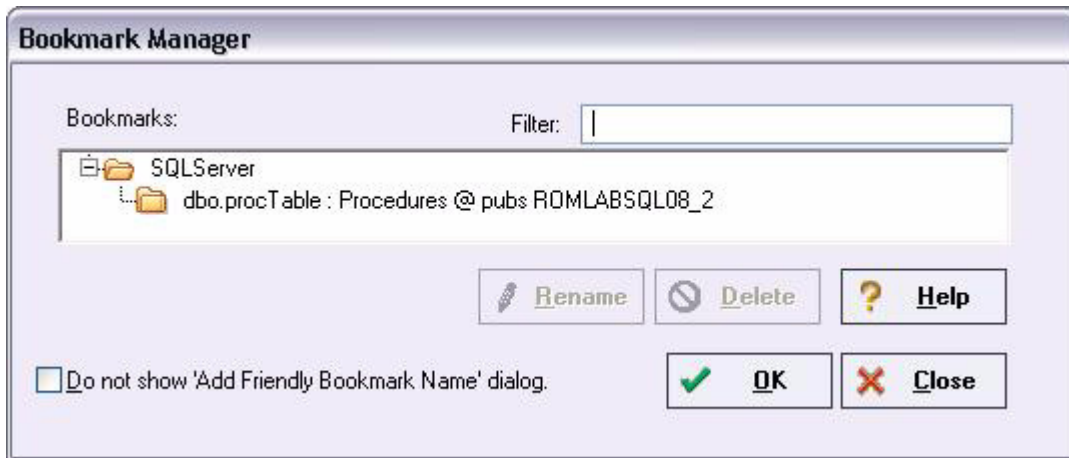 Bookmark Manager
Bookmarks:
Filter:
SQLServer
dbo.procTable : Procedures @ pubs ROMLABSQL08_2
Rename
Delete
? Help
Do not show 'Add Friendly Bookmark Name' dialog.
OK
Close